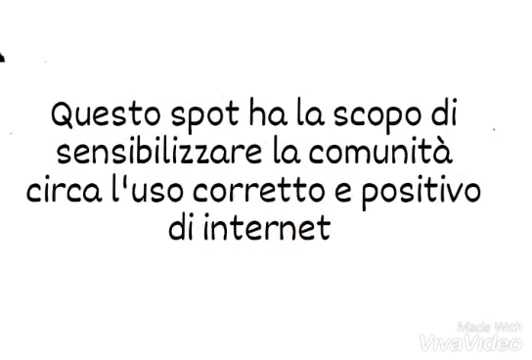 Questo spot ha la scopo di
sensibilizzare la comunità
circa l'uso corretto e positivo
di internet
Made With
VivaVideo